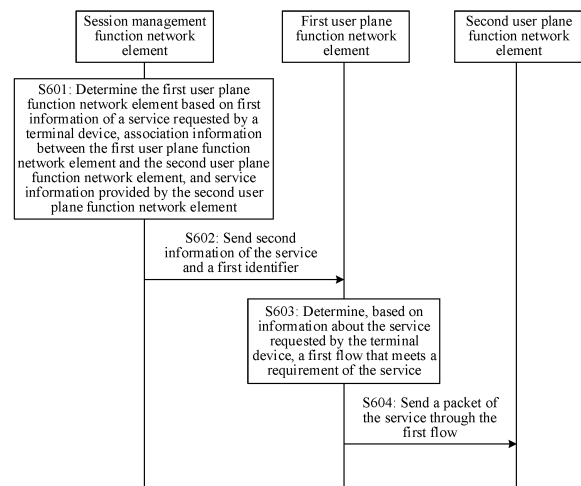 Session management
function network
element
First user plane
function network
element
Second user plane
function network
element
S601: Determine the first user plane
function network element based on first
information of a service requested by a
terminal device, association information
between the first user plane function
network element and the second user plane
function network element, and service
information provided by the second user
plane function network element
S602: Send second
information of the service
and a first identifier
S603: Determine, based on
information about the service
requested by the terminal
device, a first flow that meets a
requirement of the service
S604: Send a packet of
the service through the
first flow